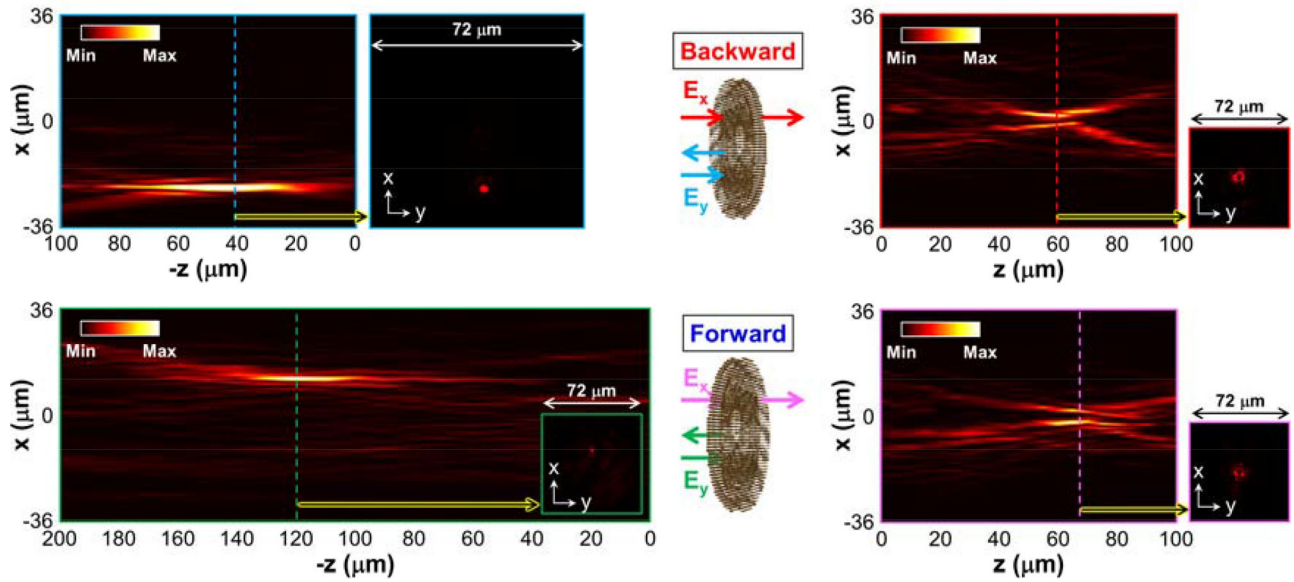 36
Min Max
72 μm
x (μm)
0
x
y
-36
100 80 60 40 20 0
-z (μm)
Backward
Ex
Ey
36
Min Max
x (μm)
0
72 μm
x
y
-36
0 20 40 60 80 100
z (μm)
36
Min Max
x (μm)
0
72 μm
x
y
-36
200 180 160 140 120 100 80 60 40 20 0
-z (μm)
Forward
Ex
Ey
36
Min Max
x (μm)
0
72 μm
x
y
-36
0 20 40 60 80 100
z (μm)